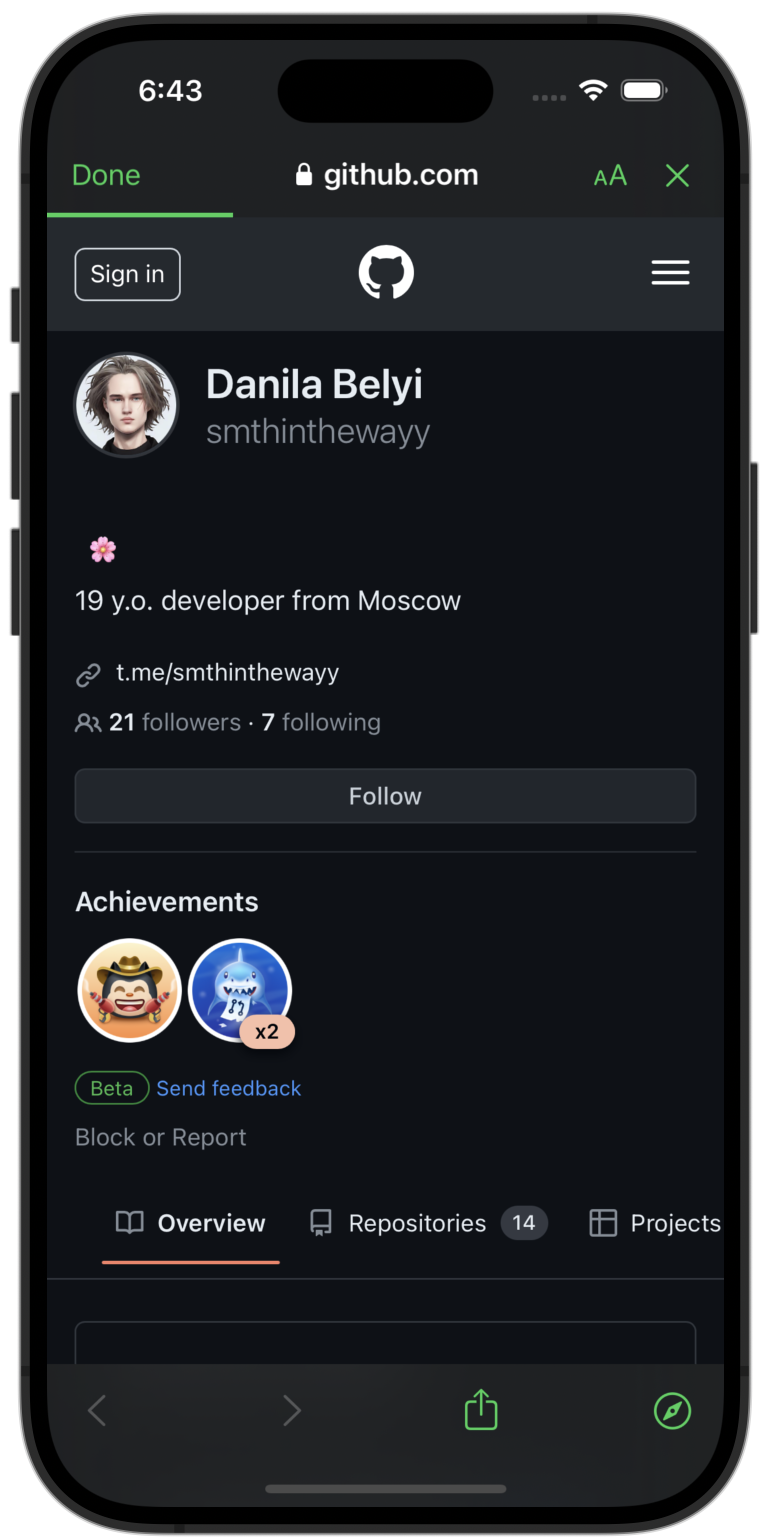 6:43
Done github.com AA
Sign in
Danila Belyi
smthinthewayy
19 y.o. developer from Moscow
t.me/smthinthewayy
21 followers · 7 following
Follow
Achievements
x2
Beta Send feedback
Block or Report
Overview Repositories 14 Projects